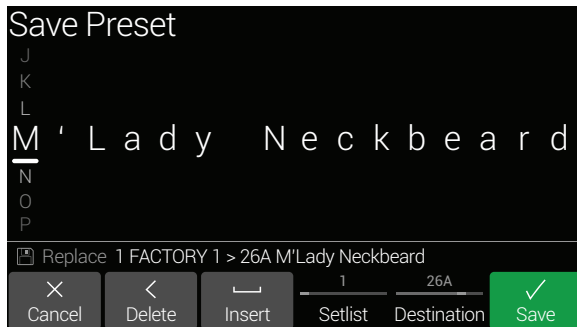 Save Preset
J
K
L
M ‘ L a d y N e c k b e a r d
N
O
P
Replace 1 FACTORY 1 > 26A M'Lady Neckbeard
1 26A
Cancel Delete Insert Setlist Destination Save